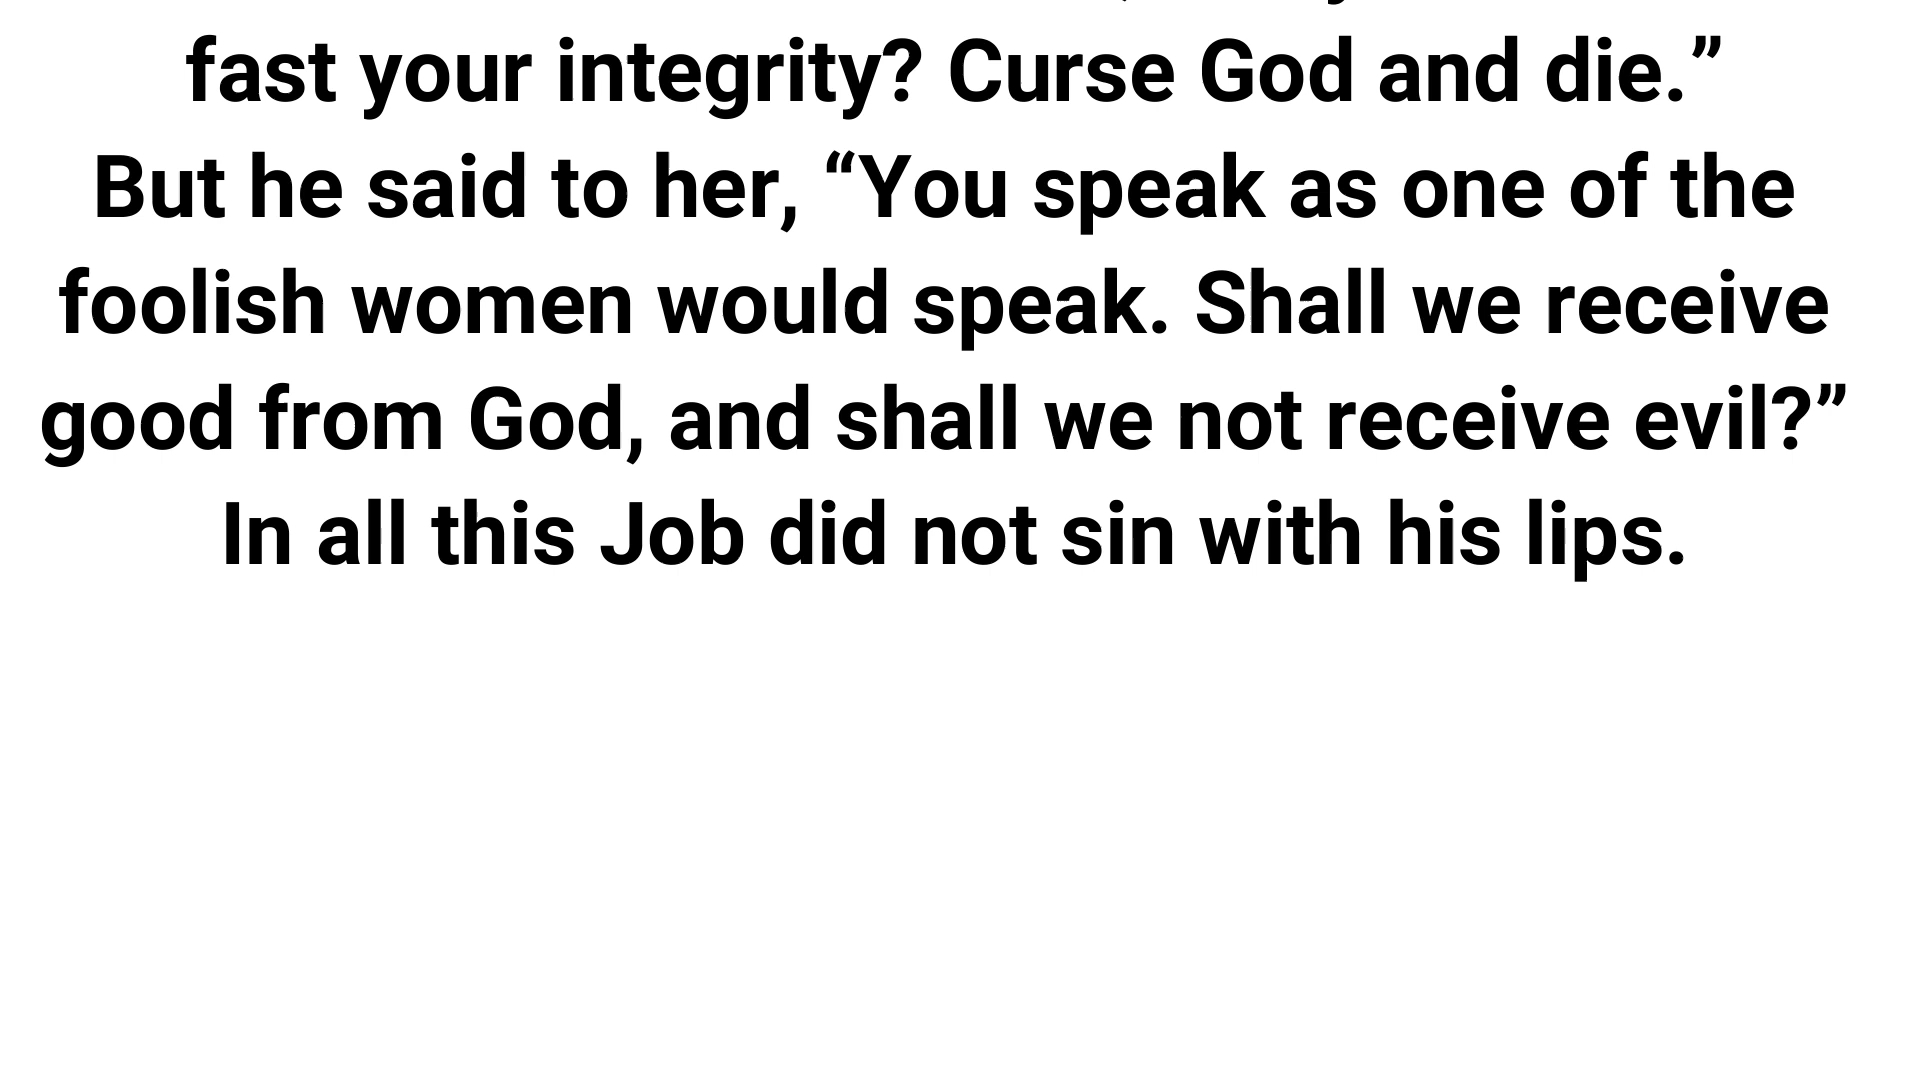 fast your integrity? Curse God and die.”
But he said to her, “You speak as one of the
foolish women would speak. Shall we receive
good from God, and shall we not receive evil?”
In all this Job did not sin with his lips.